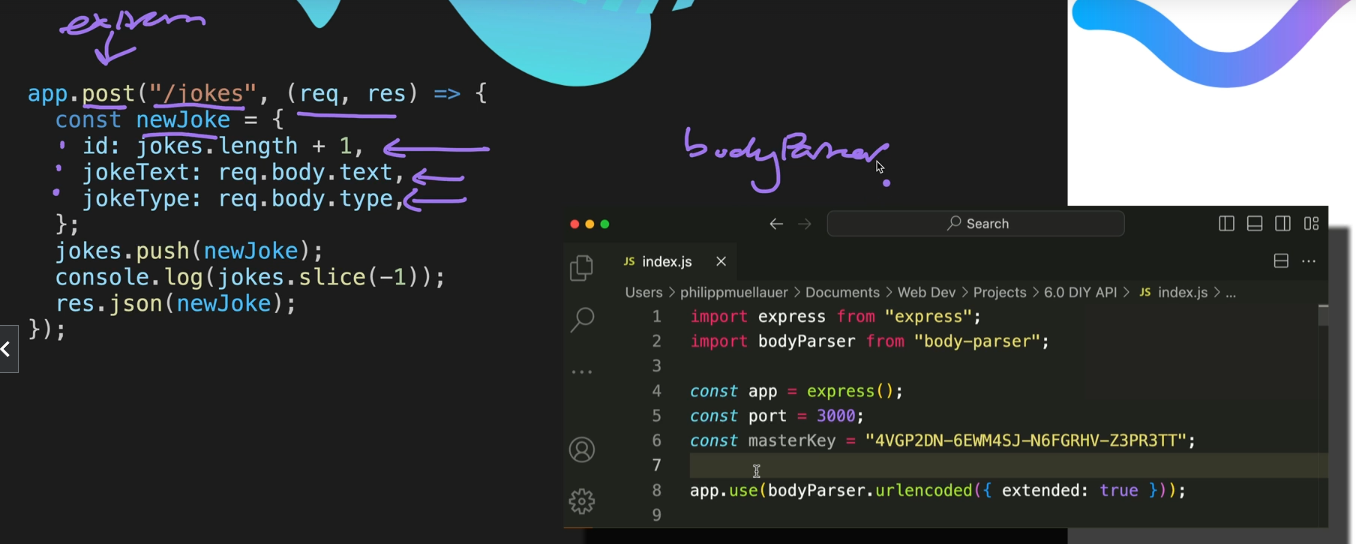 express
app.post("/jokes", (req, res) => {
const newJoke = {
id: jokes.length + 1,
jokeText: req.body.text,
jokeType: req.body.type,
};
jokes.push(newJoke);
console.log(jokes.slice(-1));
res.json(newJoke);
});
bodyParser
Search
JS index.js
Users > philippmuellauer > Documents > Web Dev > Projects > 6.0 DIY API > JS index.js > ...
1 import express from "express";
2 import bodyParser from "body-parser";
3
4 const app = express();
5 const port = 3000;
6 const masterKey = "4VGP2DN-6EWM4SJ-N6FGRHV-Z3PR3TT";
7
8 app.use(bodyParser.urlencoded({ extended: true }));
9